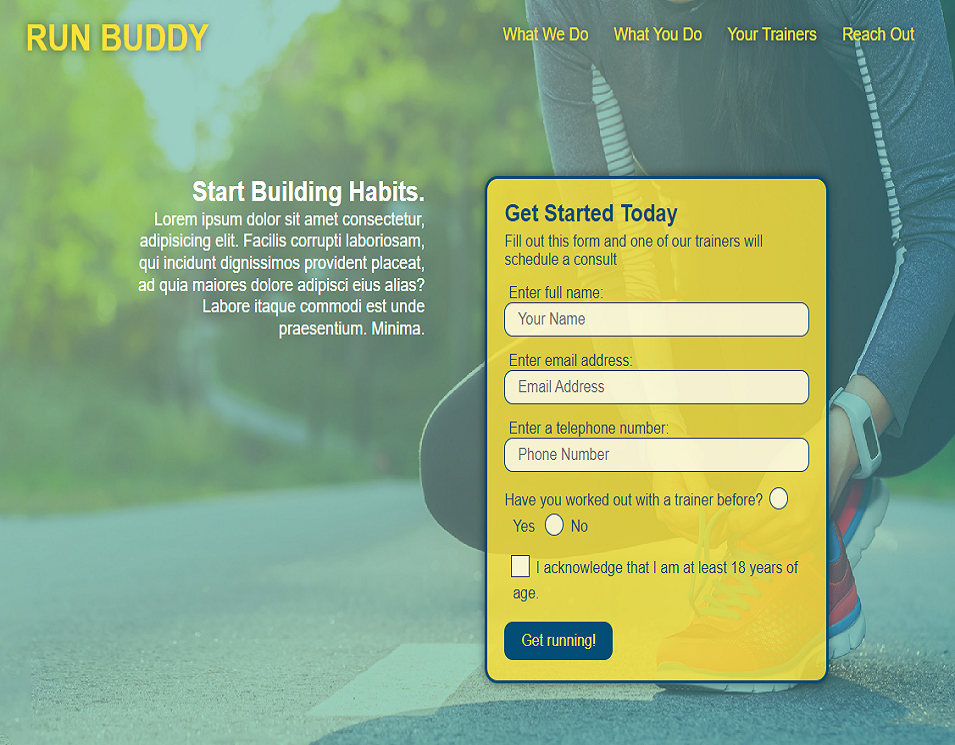 RUN BUDDY
What We Do What You Do Your Trainers Reach Out
Start Building Habits.
Lorem ipsum dolor sit amet consectetur,
adipisicing elit. Facilis corrupti laboriosam,
qui incidunt dignissimos provident placeat,
ad quia maiores dolore adipisci eius alias?
Labore itaque commodi est unde
praesentium. Minima.
Get Started Today
Fill out this form and one of our trainers will
schedule a consult
Enter full name:
Your Name
Enter email address:
Email Address
Enter a telephone number:
Phone Number
Have you worked out with a trainer before?
Yes No
I acknowledge that I am at least 18 years of
age.
Get running!